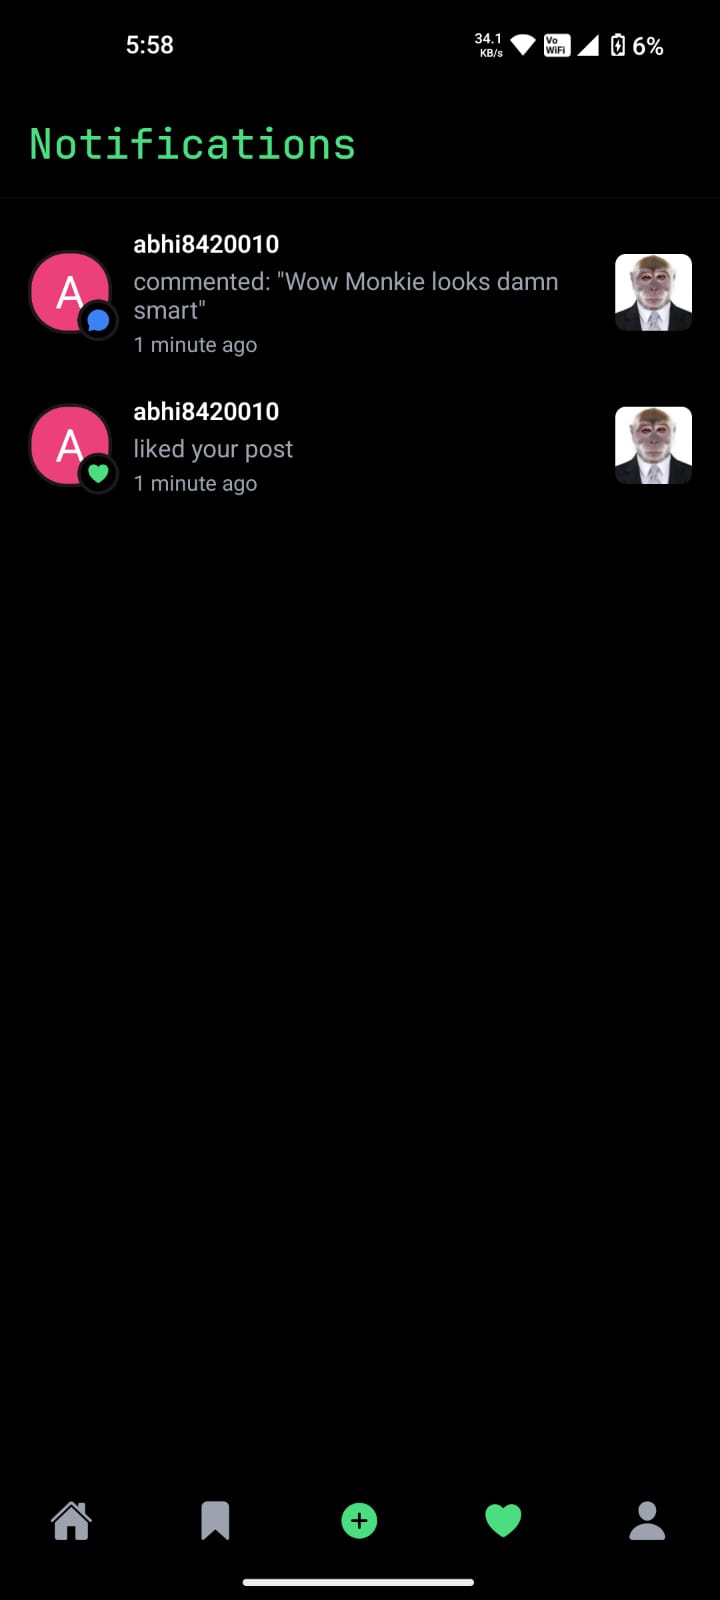 5:58
34.1
KB/s
Vo
WiFi
6%
Notifications
abhi8420010
A
commented: "Wow Monkie looks damn
smart"
1 minute ago
abhi8420010
A
liked your post
1 minute ago